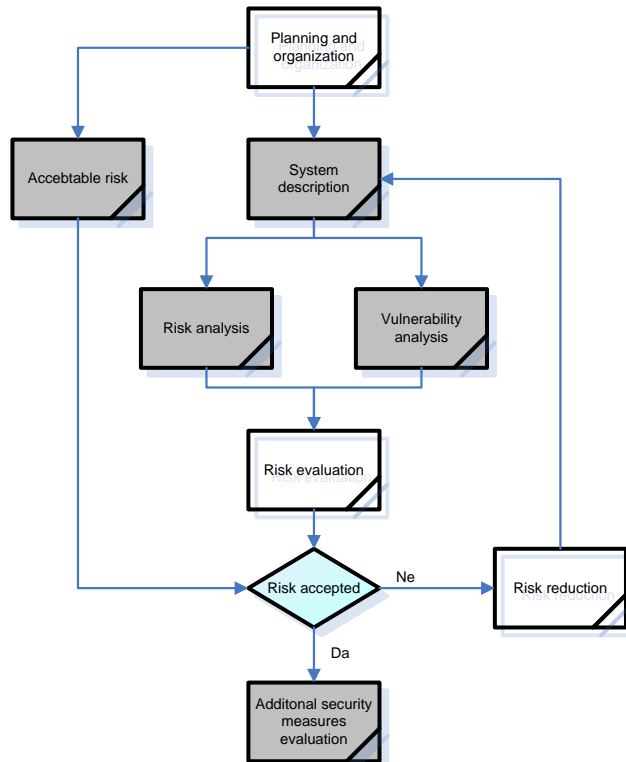 Planning and
organization
Accebtable risk
System
description
Risk analysis
Vulnerability
analysis
Risk evaluation
Risk accepted
Ne
Risk reduction
Da
Additonal security
measures
evaluation